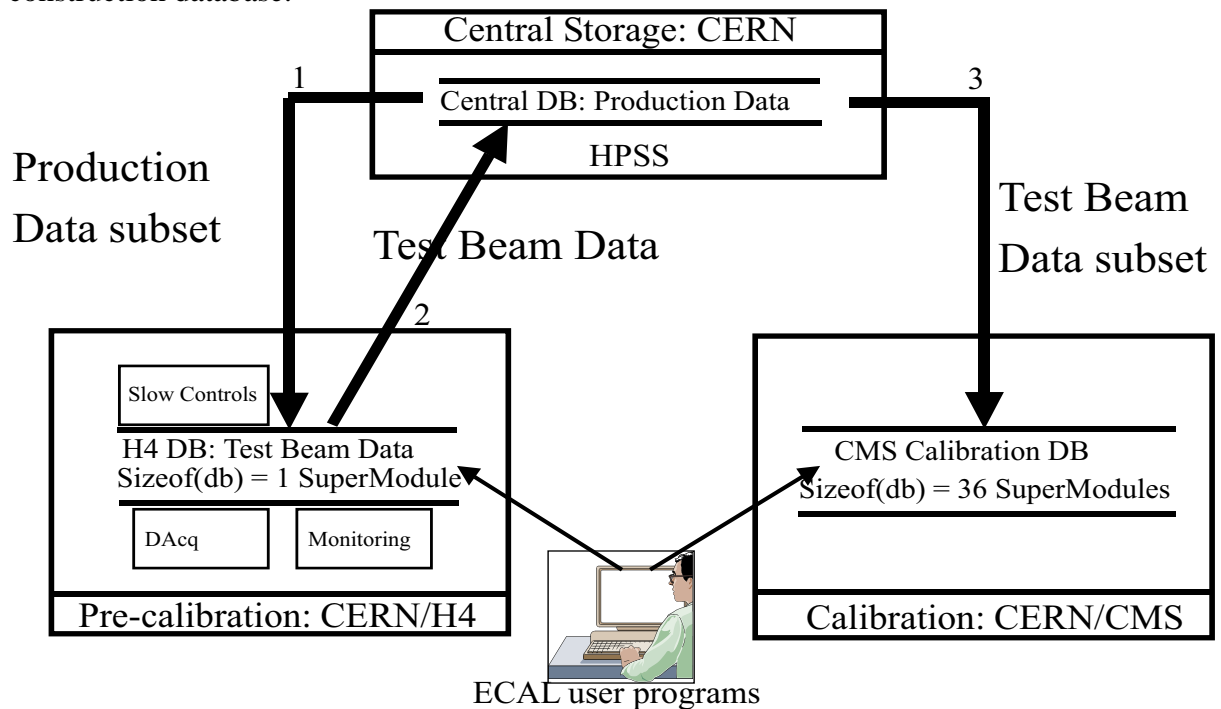 construction database.
Central Storage: CERN
1
3
Central DB: Production Data
HPSS
Production
Data subset
Test Beam Data
Test Beam
Data subset
2
Slow Controls
H4 DB: Test Beam Data
Sizeof(db) = 1 SuperModule
DAcq
Monitoring
Pre-calibration: CERN/H4
CMS Calibration DB
Sizeof(db) = 36 SuperModules
Calibration: CERN/CMS
ECAL user programs